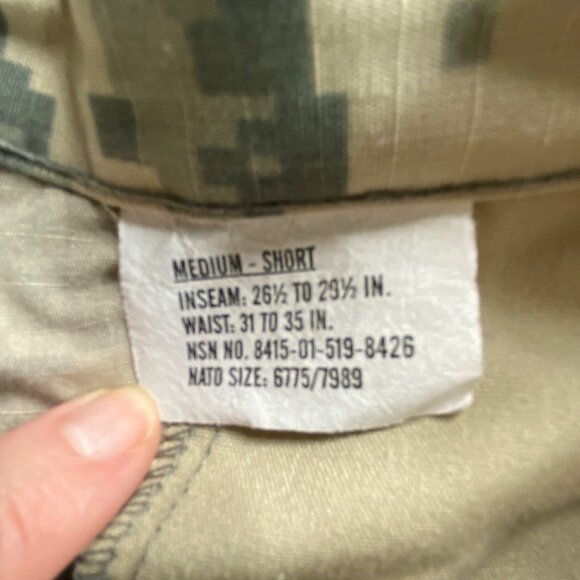 MEDIUM - SHORT
INSEAM: 26½ TO 29½ IN.
WAIST: 31 TO 35 IN.
NSN NO. 8415-01-519-8426
NATO SIZE: 6775/7989